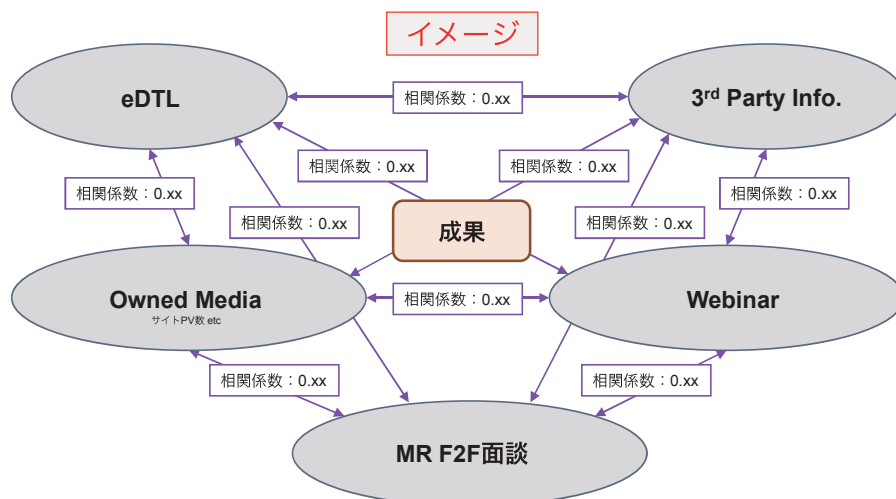 イメージ
eDTL
相関係数：0.xx
3rd Party Info.
相関係数：0.xx
相関係数：0.xx
相関係数：0.xx
相関係数：0.xx
相関係数：0.xx
相関係数：0.xx
成果
Owned Media
サイトPV数 etc
相関係数：0.xx
Webinar
相関係数：0.xx
相関係数：0.xx
MR F2F面談